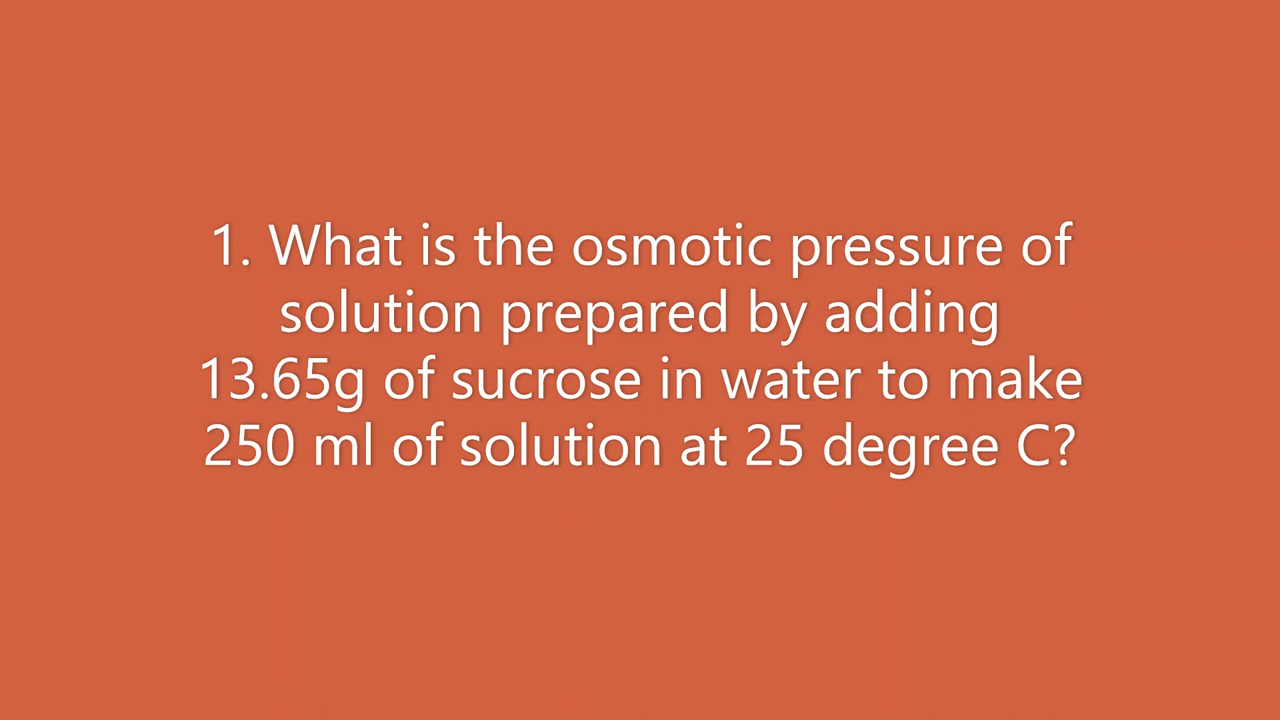 1. What is the osmotic pressure of
solution prepared by adding
13.65g of sucrose in water to make
250 ml of solution at 25 degree C?